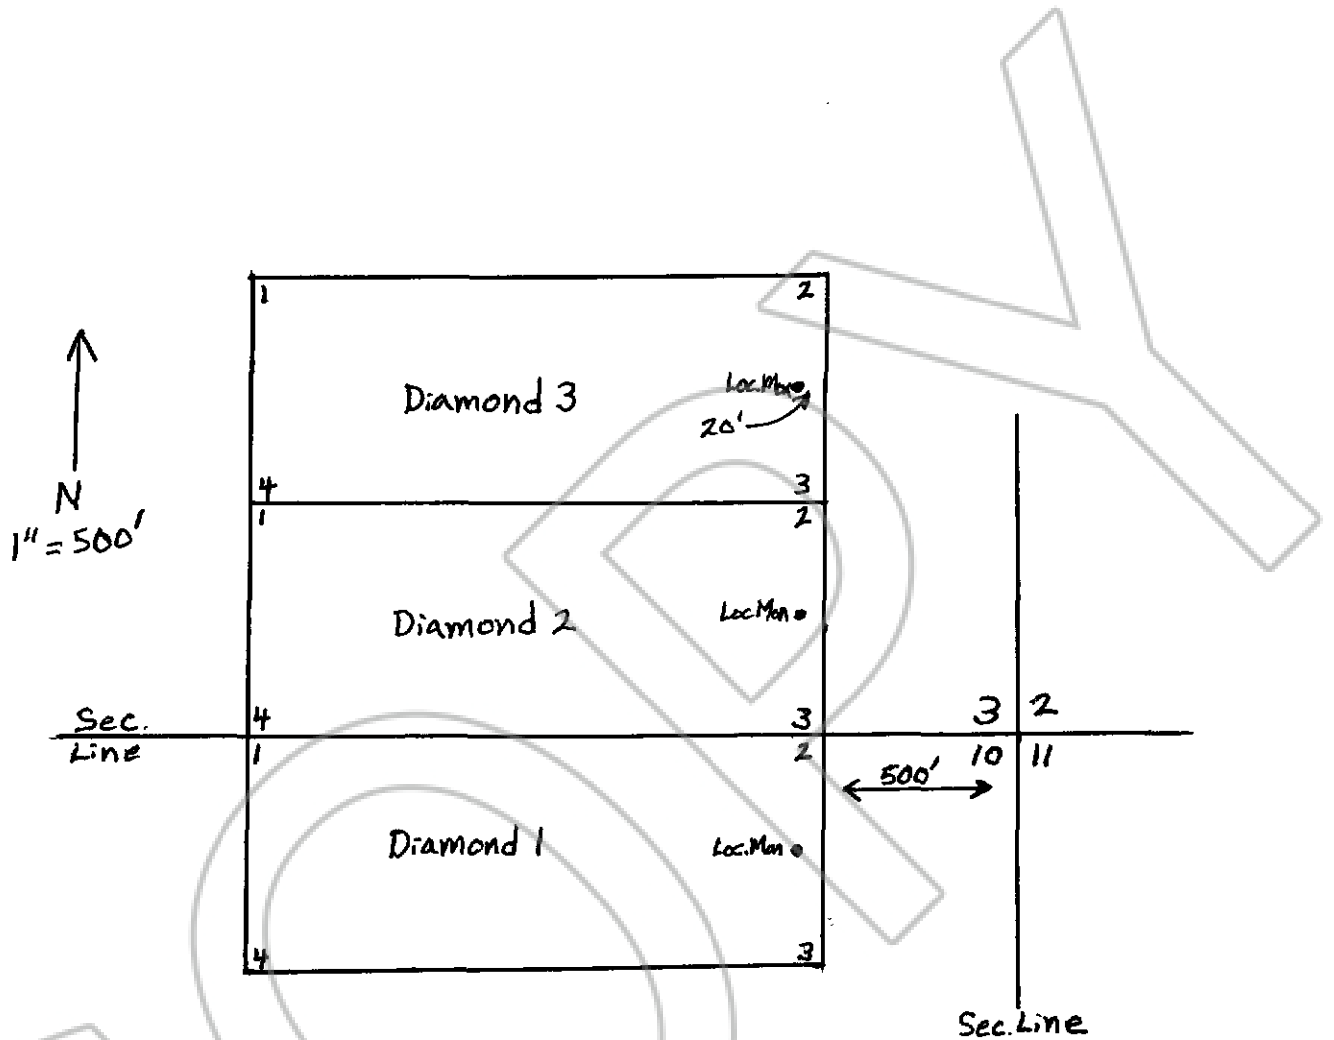 1 2
Diamond 3
Loc.Mon
20'
4 3
N
1" = 500'
1 2
Diamond 2
Loc.Mon
Sec.
Line
4 3
1 2
3 2
10 11
500'
Diamond 1
Loc.Mon
4 3
Sec. Line
COPY